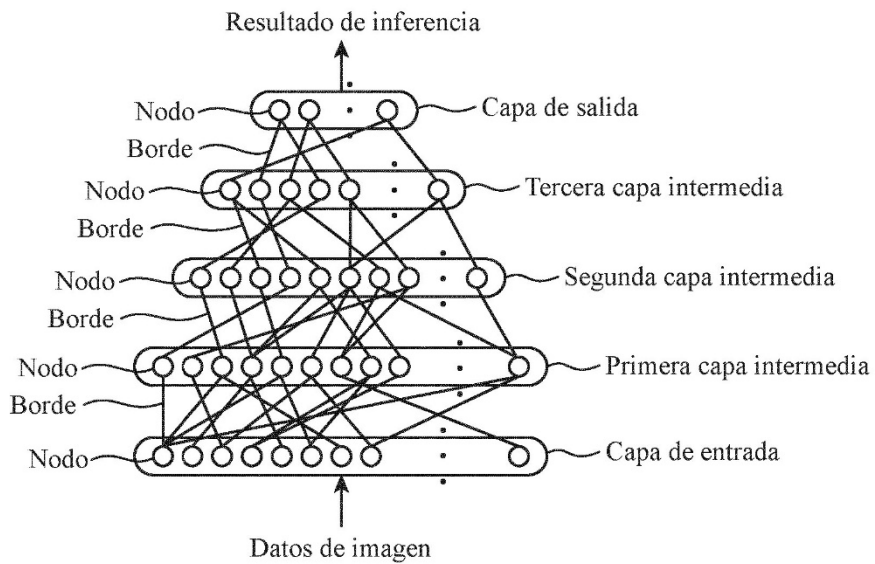 Resultado de inferencia
Nodo
Capa de salida
Borde
Nodo
Tercera capa intermedia
Borde
Nodo
Segunda capa intermedia
Borde
Nodo
Primera capa intermedia
Borde
Nodo
Capa de entrada
Datos de imagen